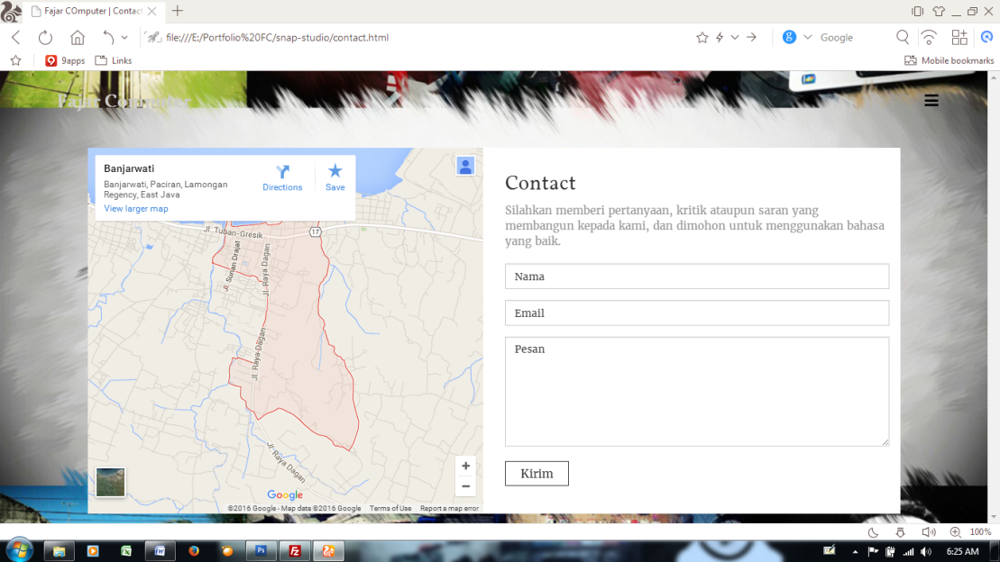 Fajar COmputer | Contact
file:///E:/Portfolio%20FC/snap-studio/contact.html
Google
9apps
Links
Mobile bookmarks
Fajar COmputer
Banjarwati
Banjarwati, Paciran, Lamongan
Regency, East Java
View larger map
Directions
Save
Jl. Tuban-Gresik
17
Jl. Sunan Drajat
Jl. Raya Dagan
Jl. Raya Dagan
Jl. Raya Dagan
Google
©2016 Google - Map data ©2016 Google
Terms of Use
Report a map error
Contact
Silahkan memberi pertanyaan, kritik ataupun saran yang
membangun kepada kami, dan dimohon untuk menggunakan bahasa
yang baik.
Nama
Email
Pesan
Kirim
100%
6:25 AM